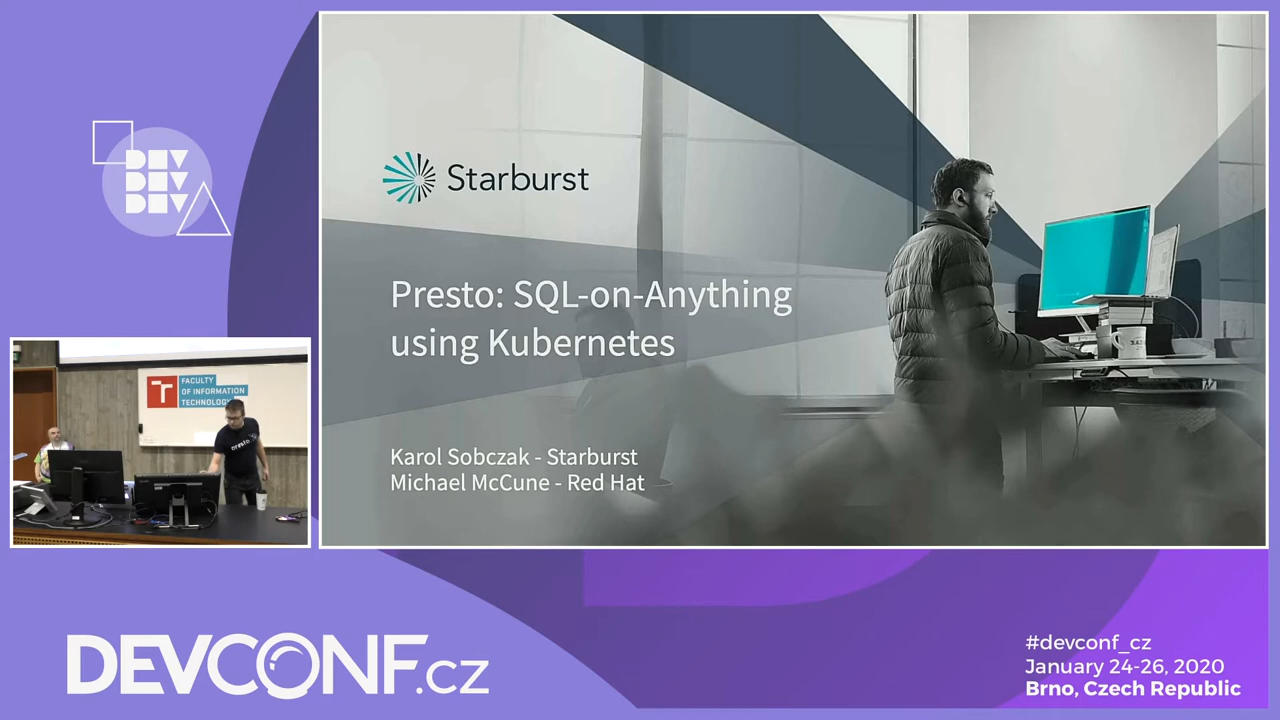 DEV
DEV
DEV
Starburst
Presto: SQL-on-Anything
using Kubernetes
Karol Sobczak - Starburst
Michael McCune - Red Hat
FACULTY
OF INFORMATION
TECHNOLOGY
presto
DEVCONF.cz
#devconf_cz
January 24-26, 2020
Brno, Czech Republic